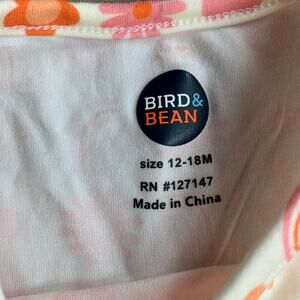 BIRD&
BEAN
size 12-18M
RN #127147
Made in China